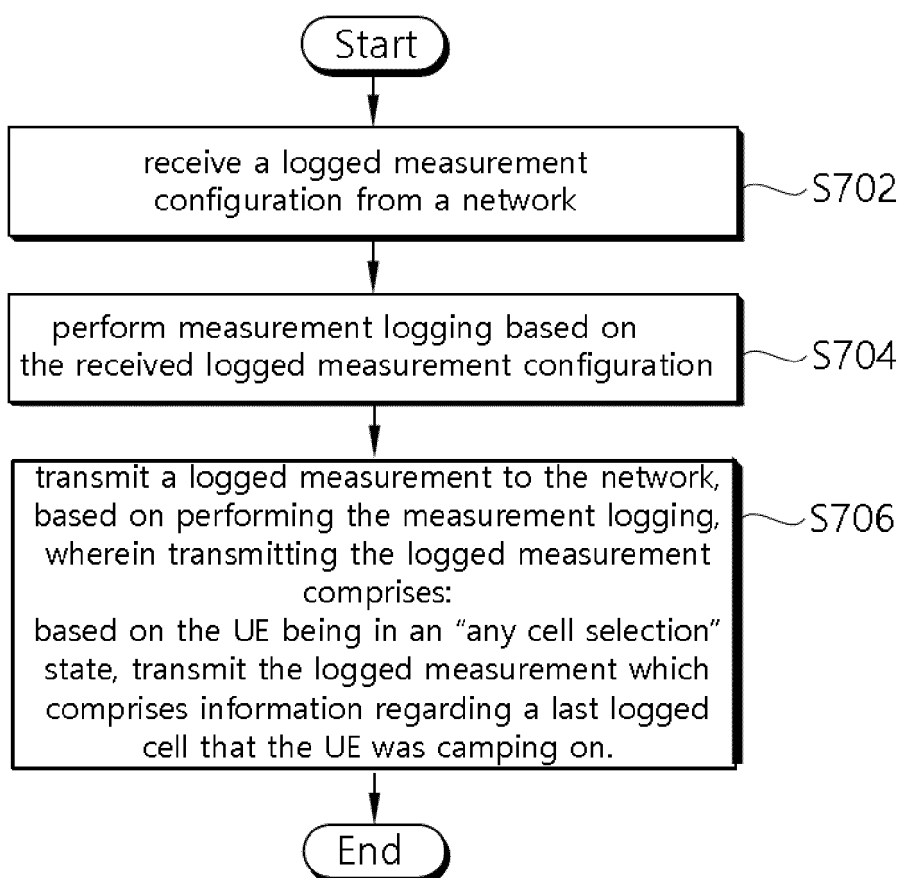 Start
receive a logged measurement
configuration from a network
S702
perform measurement logging based on
the received logged measurement configuration
S704
transmit a logged measurement to the network,
based on performing the measurement logging,
wherein transmitting the logged measurement
comprises:
based on the UE being in an “any cell selection”
state, transmit the logged measurement which
comprises information regarding a last logged
cell that the UE was camping on.
S706
End